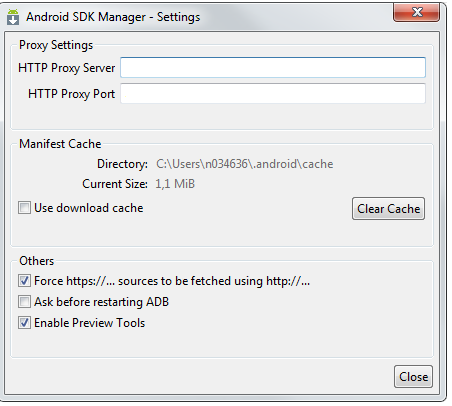 Android SDK Manager - Settings
Proxy Settings
HTTP Proxy Server
HTTP Proxy Port
Manifest Cache
Directory: C:\Users\n034636\.android\cache
Current Size: 1,1 MiB
Use download cache
Clear Cache
Others
Force https://... sources to be fetched using http://...
Ask before restarting ADB
Enable Preview Tools
Close